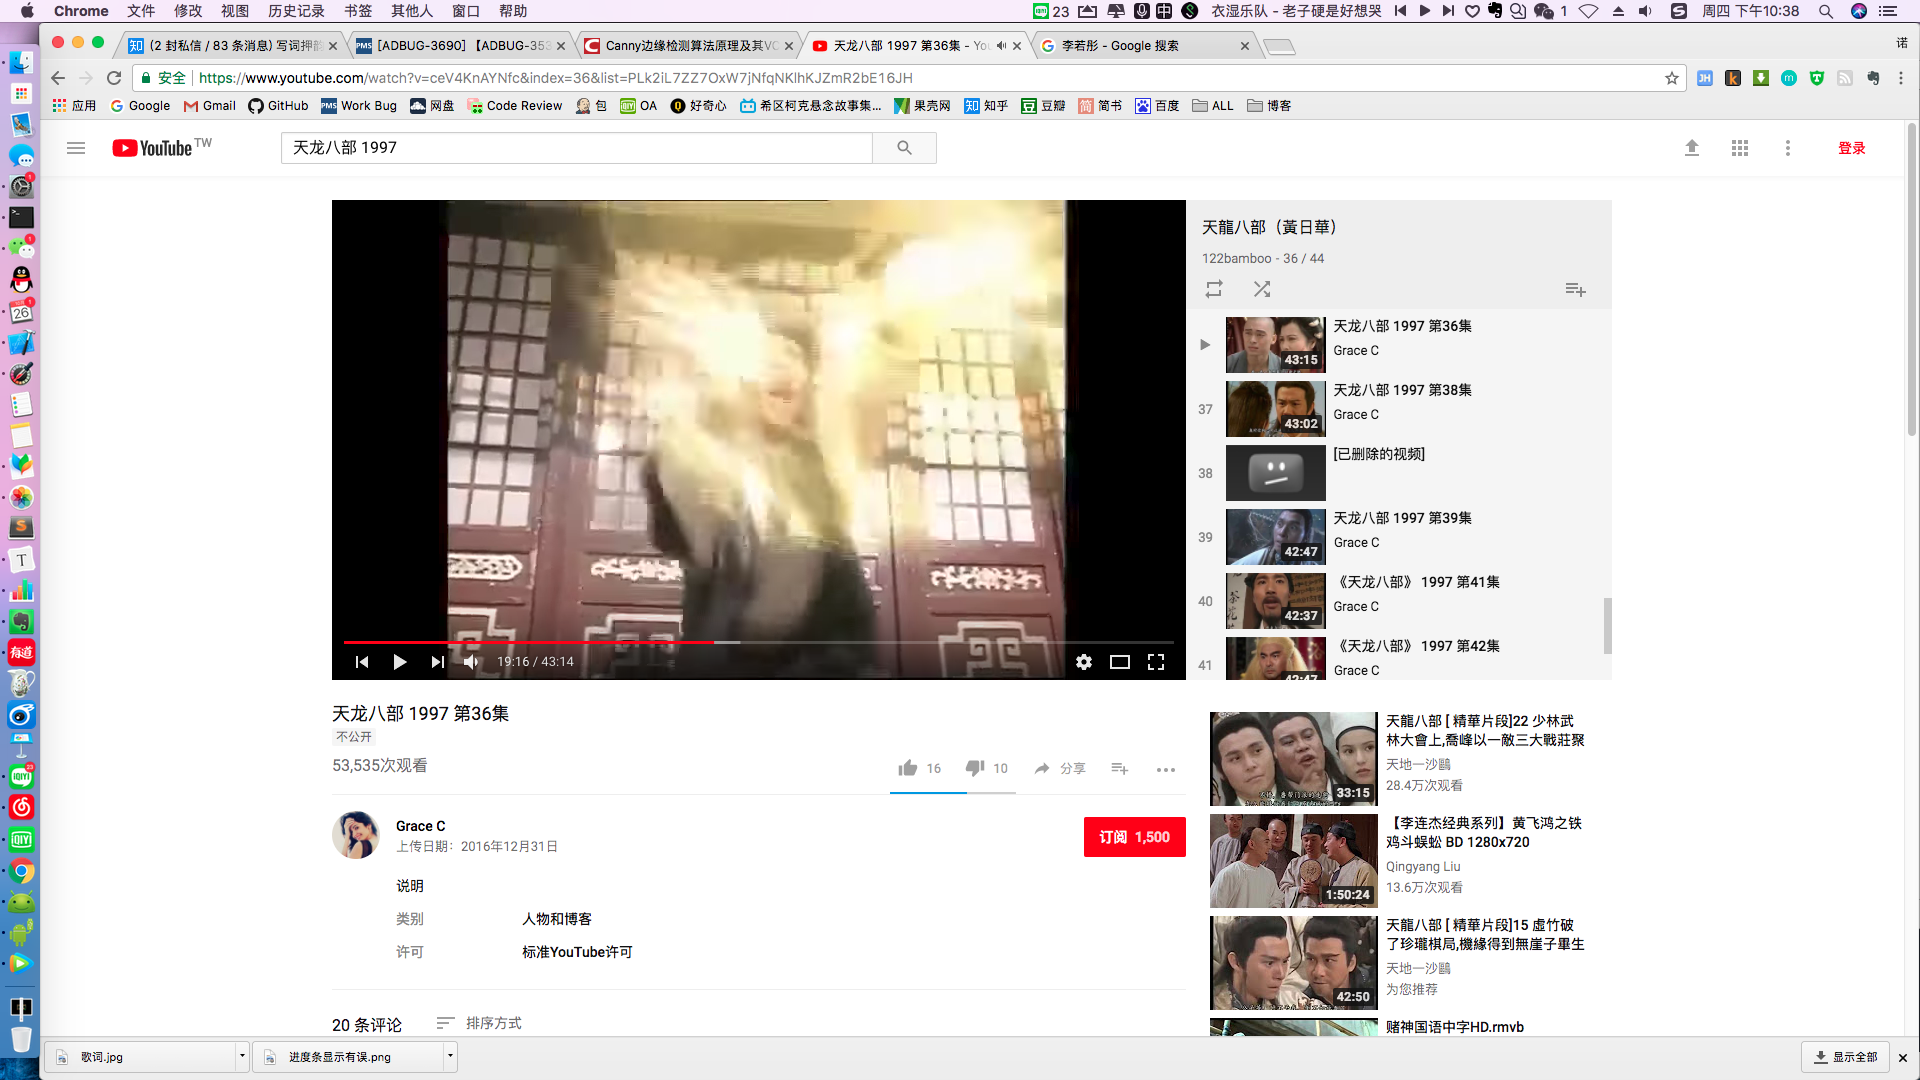 Chrome 文件 修改 视图 历史记录 书签 其他人 窗口 帮助
23 中 衣湿乐队 - 老子硬是好想哭 1 周四 下午10:38
(2 封私信 / 83 条消息) 写词押韵
PMS [ADBUG-3690] 【ADBUG-353
Canny边缘检测算法原理及其VC
天龙八部 1997 第36集 - You
李若彤 - Google 搜索
诺
安全 https://www.youtube.com/watch?v=ceV4KnAYNfc&index=36&list=PLk2iL7ZZ7OxW7jNfqNKlhKJZmR2bE16JH
应用 Google Gmail GitHub PMS Work Bug 网盘 Code Review 包 OA 好奇心 希区柯克悬念故事集... 果壳网 知乎 豆瓣 简书 百度 ALL 博客
YouTube TW
天龙八部 1997
登录
天龍八部（黃日華）
122bamboo - 36 / 44
天龙八部 1997 第36集
Grace C
43:15
37
天龙八部 1997 第38集
Grace C
43:02
38
[已删除的视频]
39
天龙八部 1997 第39集
Grace C
42:47
40
《天龙八部》 1997 第41集
Grace C
42:37
41
《天龙八部》 1997 第42集
Grace C
42:47
19:16 / 43:14
天龙八部 1997 第36集
不公开
53,535次观看
16 10 分享
Grace C
上传日期：2016年12月31日
订阅 1,500
说明
类别 人物和博客
许可 标准YouTube许可
20 条评论 排序方式
天龍八部 [ 精華片段]22 少林武
林大會上,喬峰以一敵三大戰莊聚
天地一沙鷗
28.4万次观看
33:15
【李连杰经典系列】黄飞鸿之铁
鸡斗蜈蚣 BD 1280x720
Qingyang Liu
13.6万次观看
1:50:24
天龍八部 [ 精華片段]15 虛竹破
了珍瓏棋局,機緣得到無崖子畢生
天地一沙鷗
为您推荐
42:50
赌神国语中字HD.rmvb
歌词.jpg
进度条显示有误.png
显示全部